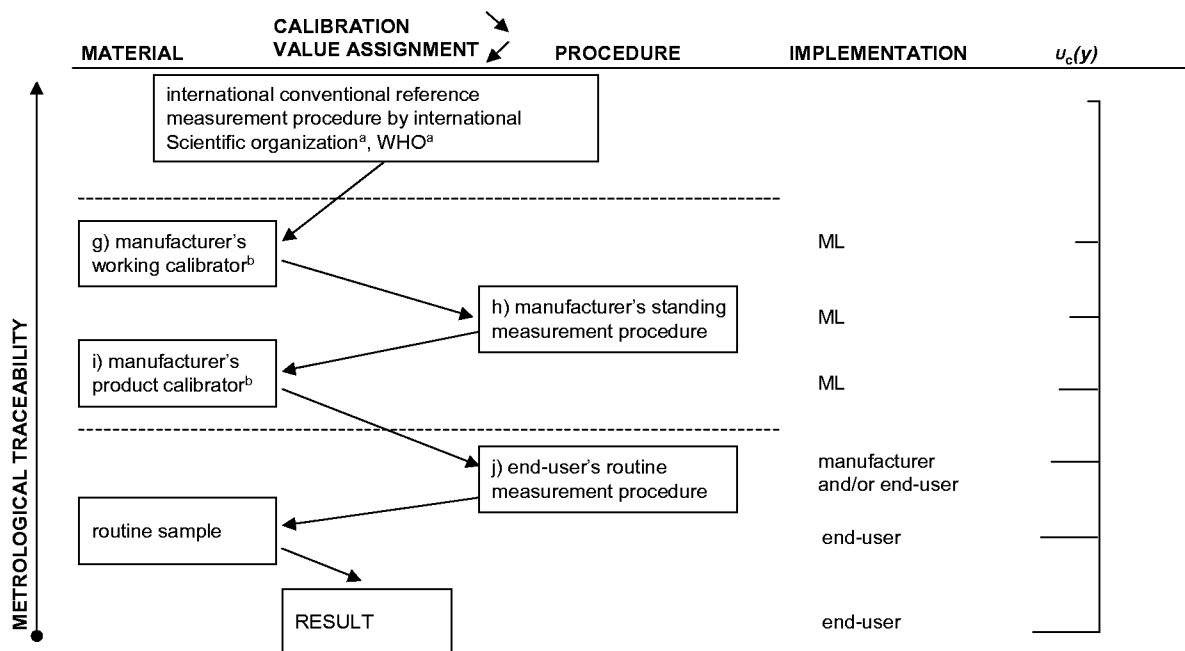 CALIBRATION
MATERIAL VALUE ASSIGNMENT PROCEDURE IMPLEMENTATION uc(y)
international conventional reference
measurement procedure by international
Scientific organizationᵃ, WHOᵃ
g) manufacturer’s
working calibratorᵇ
ML
h) manufacturer’s standing
measurement procedure
ML
i) manufacturer’s
product calibratorᵇ
ML
j) end-user’s routine
measurement procedure
manufacturer
and/or end-user
routine sample
end-user
RESULT
end-user
METROLOGICAL TRACEABILITY